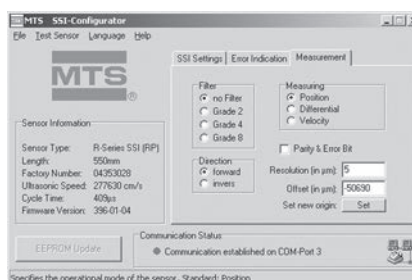 MTS SSI-Configurator
File Test Sensor Language Help
SSI Settings Error Indication Measurement
MTS
®
Filter
no Filter
Grade 2
Grade 4
Grade 8
Measuring
Position
Differential
Velocity
Parity & Error Bit
Direction
forward
invers
Resolution (in µm): 5
Offset (in µm): -50690
Set new origin: Set
Sensor Information
Sensor Type: R-Series SSI (RP)
Length: 550mm
Factory Number: 04353028
Ultrasonic Speed: 277630 cm/s
Cycle Time: 409µs
Firmware Version: 396-01-04
EEPROM Update
Communication Status
Communication established on COM-Port 3
Specifies the operational mode of the sensor. Standard: Position